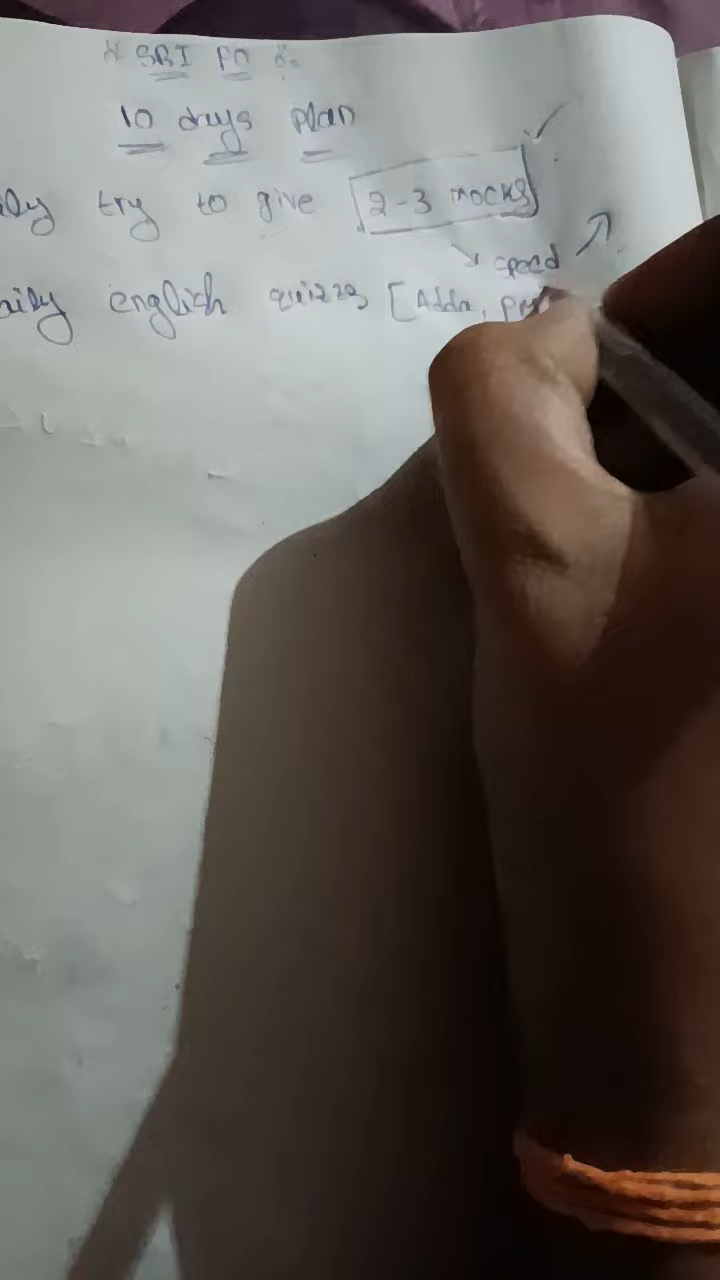 * SBI PO :-
10 days plan
try to give 2-3 mocks
speed
english quizzes [Adda,